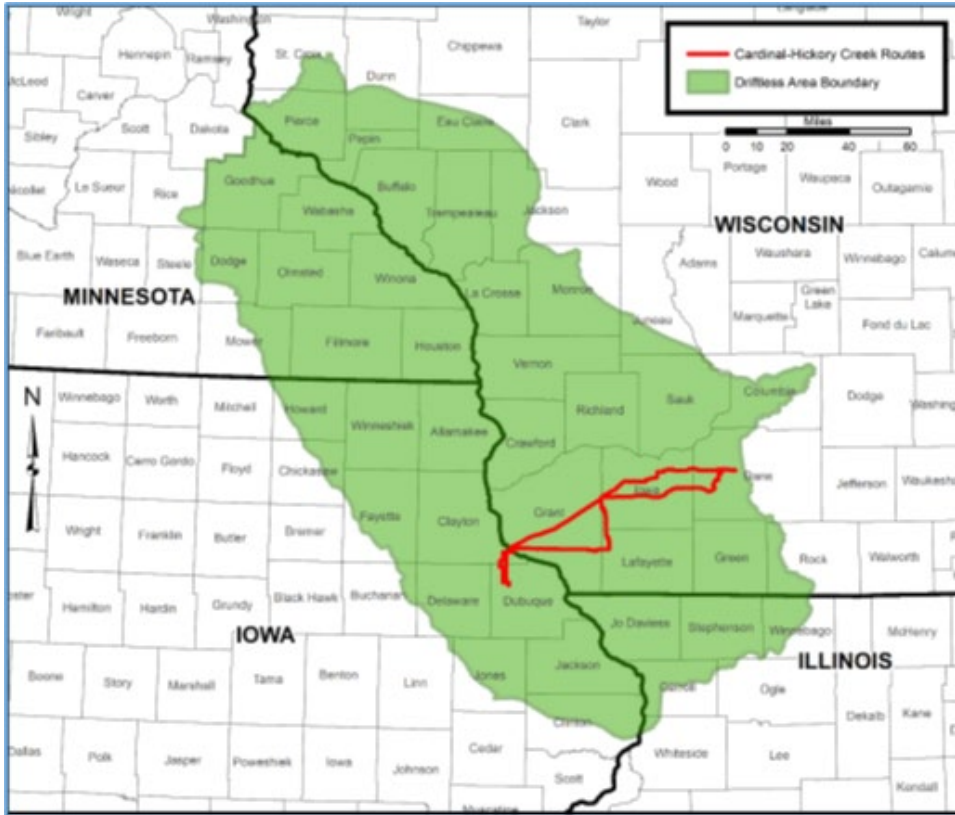 Wright
Washington
Taylor
Langlade
Hennepin
Ramsey
St. Croix
Chippewa
Dunn
McLeod
Carver
Scott
Dakota
Sibley
Pierce
Pepin
Eau Claire
Clark
Cardinal-Hickory Creek Routes
Driftless Area Boundary
Miles
0 10 20 40 60
Nicollet
Le Sueur
Rice
Goodhue
Wabasha
Buffalo
Trempealeau
Jackson
Wood
Portage
Waupaca
Outagamie
WISCONSIN
Blue Earth
Waseca
Steele
Dodge
Olmsted
Winona
La Crosse
Monroe
Juneau
Adams
Waushara
Winnebago
Calum
Marquette
Green
Lake
Fond du Lac
MINNESOTA
Faribault
Freeborn
Mower
Fillmore
Houston
Vernon
Richland
Sauk
Columbia
Dodge
Washing
N
Winnebago
Worth
Mitchell
Howard
Winneshiek
Allamakee
Crawford
Hancock
Cerro Gordo
Floyd
Chickasaw
Fayette
Clayton
Grant
Iowa
Dane
Jefferson
Waukesha
Wright
Franklin
Butler
Bremer
Lafayette
Green
Rock
Walworth
Hamilton
Hardin
Grundy
Black Hawk
Buchanan
Delaware
Dubuque
Jo Daviess
Stephenson
Winnebago
McHenry
IOWA
ILLINOIS
Boone
Story
Marshall
Tama
Benton
Linn
Jones
Jackson
Carroll
Ogle
Dekalb
Kane
Clinton
Dallas
Polk
Jasper
Poweshiek
Iowa
Johnson
Cedar
Scott
Whiteside
Lee
Kendall
Muscatine